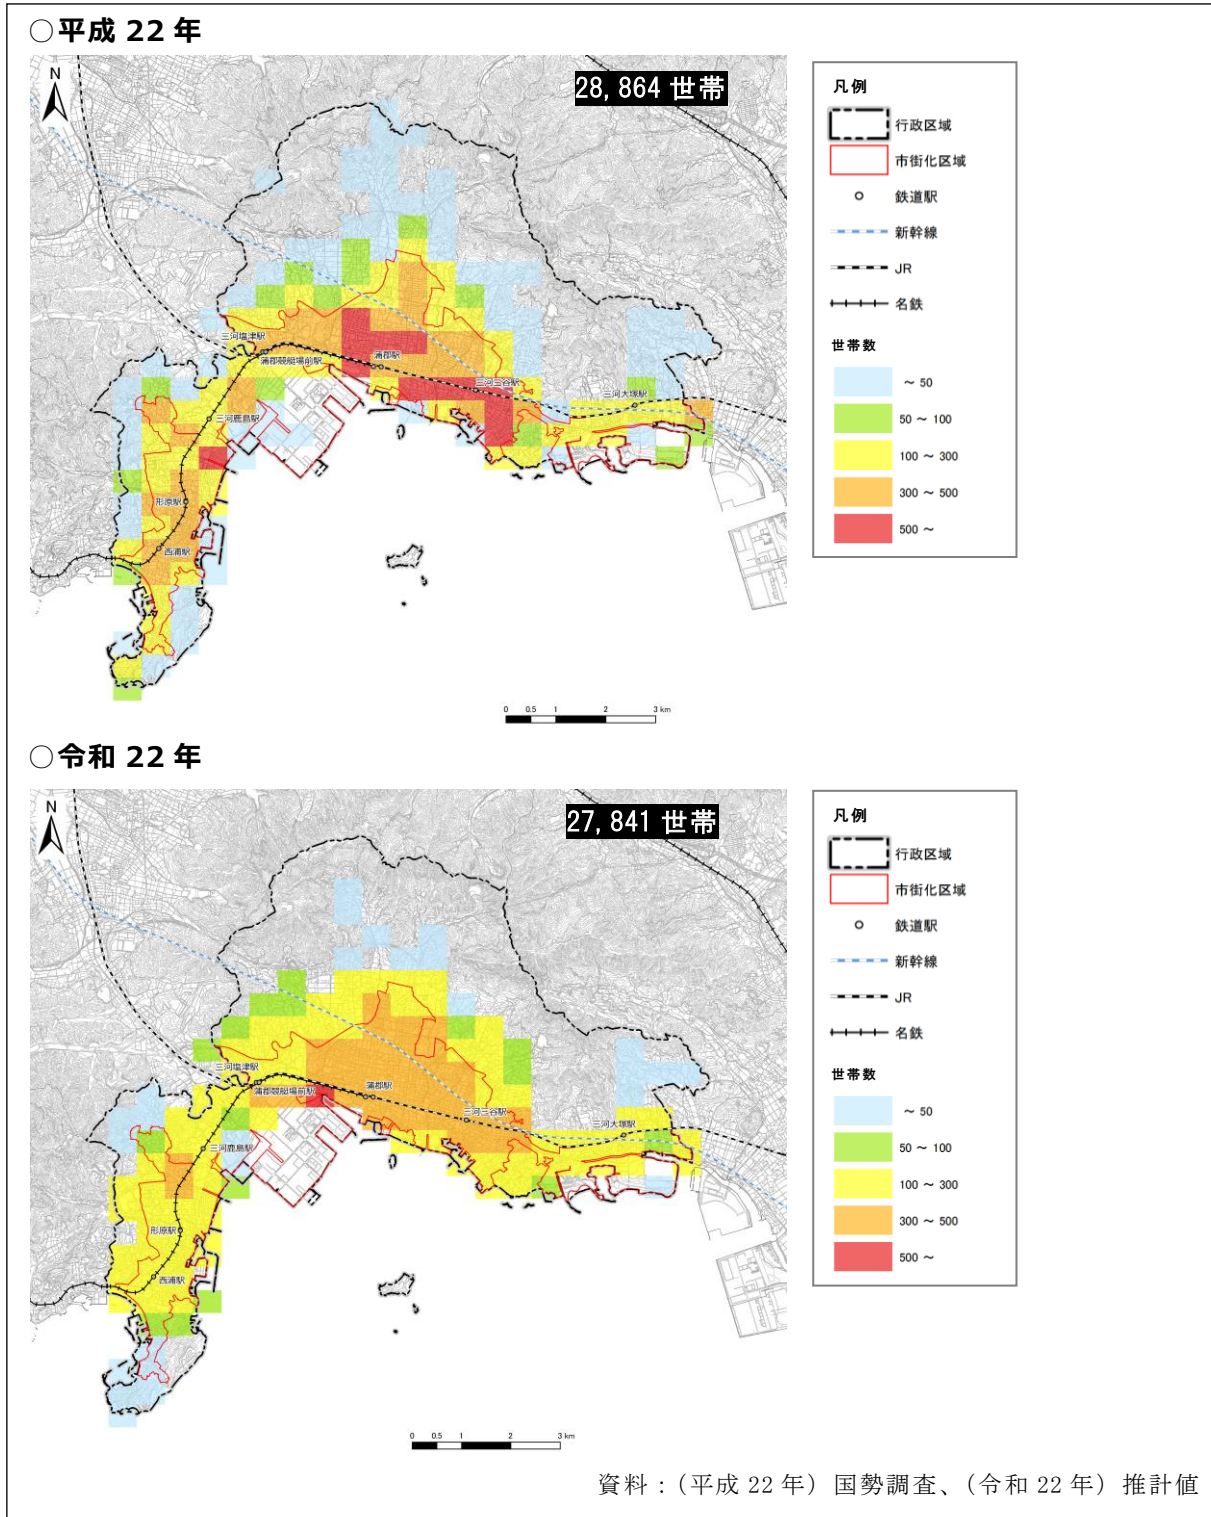 ○平成 22 年
28,864 世帯
N
三河塩津駅
蒲郡競艇場前駅
蒲郡駅
三河三谷駅
三河大塚駅
三河鹿島駅
形原駅
西浦駅
0 0.5 1 2 3 km
凡例
行政区域
市街化区域
鉄道駅
新幹線
JR
名鉄
世帯数
～ 50
50 ～ 100
100 ～ 300
300 ～ 500
500 ～
○令和 22 年
27,841 世帯
N
三河塩津駅
蒲郡競艇場前駅
蒲郡駅
三河三谷駅
三河大塚駅
三河鹿島駅
形原駅
西浦駅
0 0.5 1 2 3 km
凡例
行政区域
市街化区域
鉄道駅
新幹線
JR
名鉄
世帯数
～ 50
50 ～ 100
100 ～ 300
300 ～ 500
500 ～
資料：（平成 22 年）国勢調査、（令和 22 年）推計値